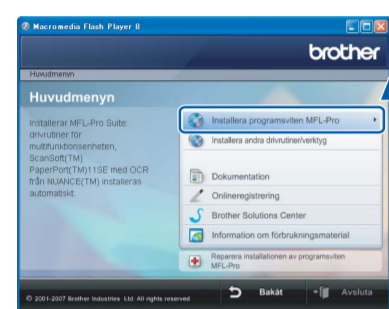 Macromedia Flash Player 8
brother
Huvudmenyn
Huvudmenyn
Installerar MFL-Pro Suite:
drivrutiner för
multifunktionsenheten,
ScanSoft(TM)
PaperPort(TM)11SE med OCR
från NUANCE(TM) installeras
automatiskt.
Installera programsviten MFL-Pro
Installera andra drivrutiner/verktyg
Dokumentation
Onlineregistrering
Brother Solutions Center
Information om förbrukningsmaterial
Reparera installationen av programsviten
MFL-Pro
© 2001-2007 Brother Industries Ltd. All rights reserved
Bakåt
Avsluta